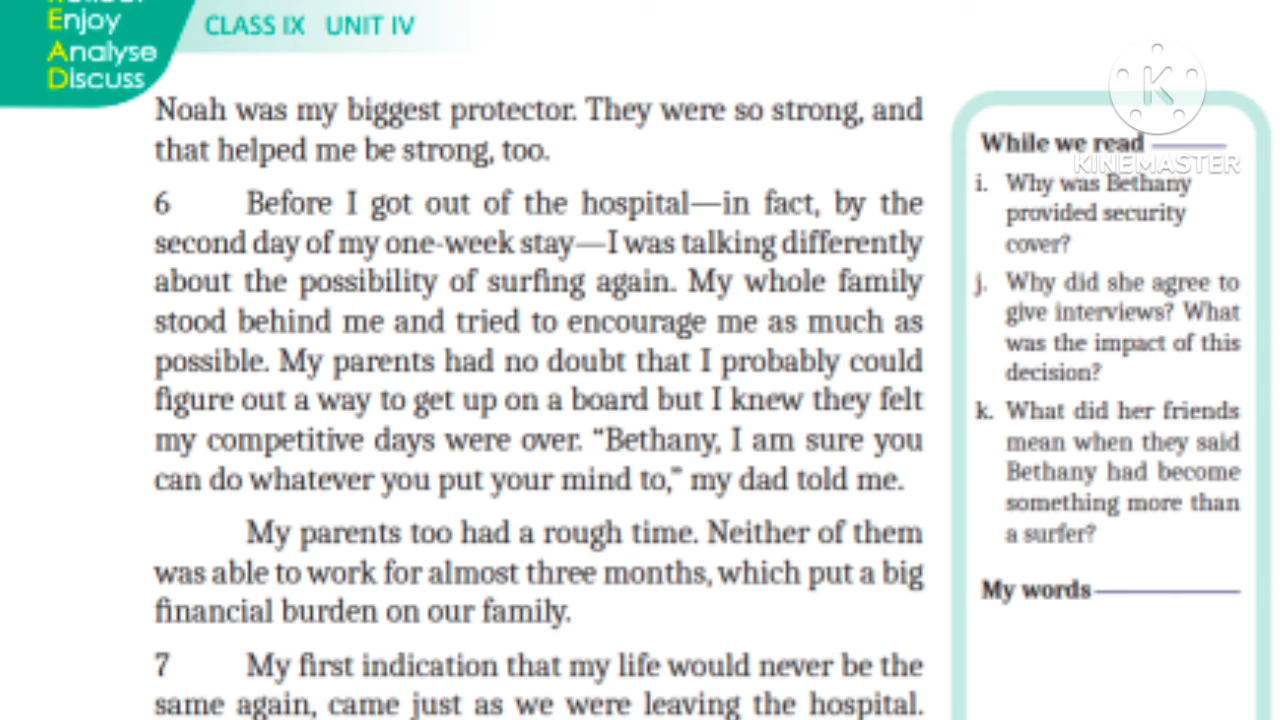 Enjoy
Analyse
Discuss
CLASS IX UNIT IV
Noah was my biggest protector. They were so strong, and
that helped me be strong, too.
6 Before I got out of the hospital—in fact, by the
second day of my one-week stay—I was talking differently
about the possibility of surfing again. My whole family
stood behind me and tried to encourage me as much as
possible. My parents had no doubt that I probably could
figure out a way to get up on a board but I knew they felt
my competitive days were over. “Bethany, I am sure you
can do whatever you put your mind to,” my dad told me.
My parents too had a rough time. Neither of them
was able to work for almost three months, which put a big
financial burden on our family.
7 My first indication that my life would never be the
same again, came just as we were leaving the hospital.
K
KINEMASTER
While we read
i. Why was Bethany
provided security
cover?
j. Why did she agree to
give interviews? What
was the impact of this
decision?
k. What did her friends
mean when they said
Bethany had become
something more than
a surfer?
My words